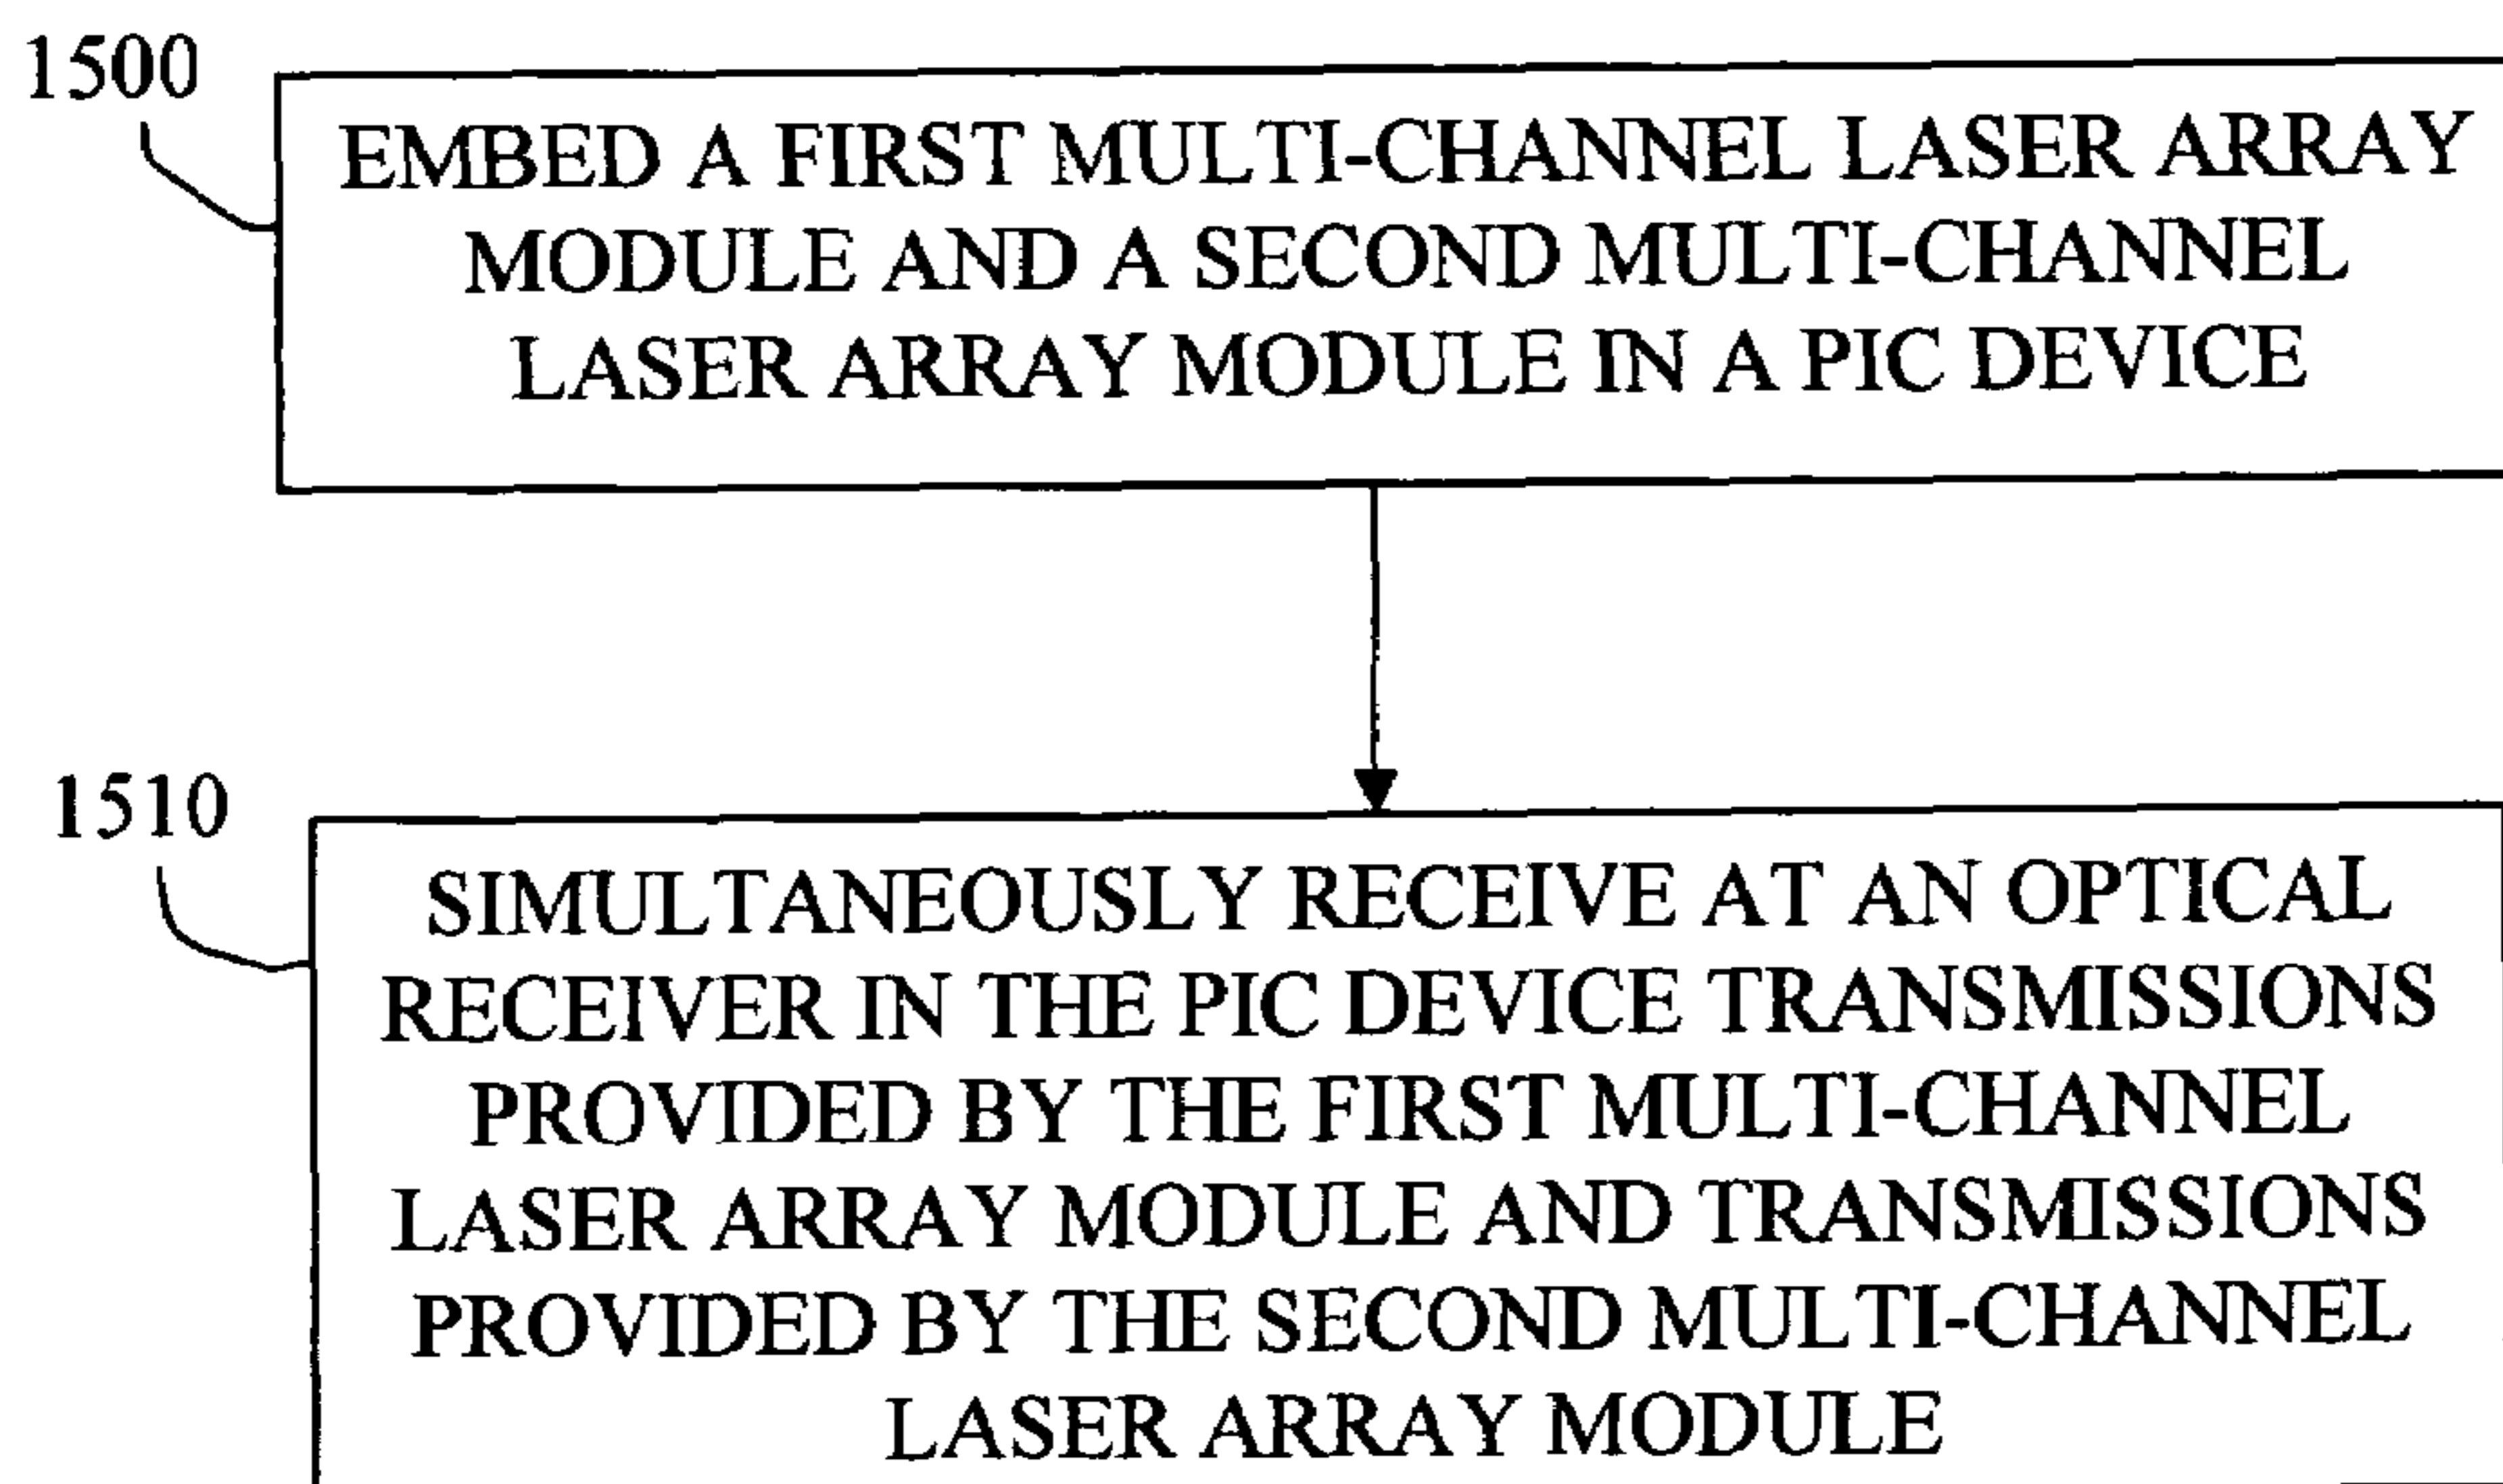 1500
EMBED A FIRST MULTI-CHANNEL LASER ARRAY
MODULE AND A SECOND MULTI-CHANNEL
LASER ARRAY MODULE IN A PIC DEVICE
1510
SIMULTANEOUSLY RECEIVE AT AN OPTICAL
RECEIVER IN THE PIC DEVICE TRANSMISSIONS
PROVIDED BY THE FIRST MULTI-CHANNEL
LASER ARRAY MODULE AND TRANSMISSIONS
PROVIDED BY THE SECOND MULTI-CHANNEL
LASER ARRAY MODULE